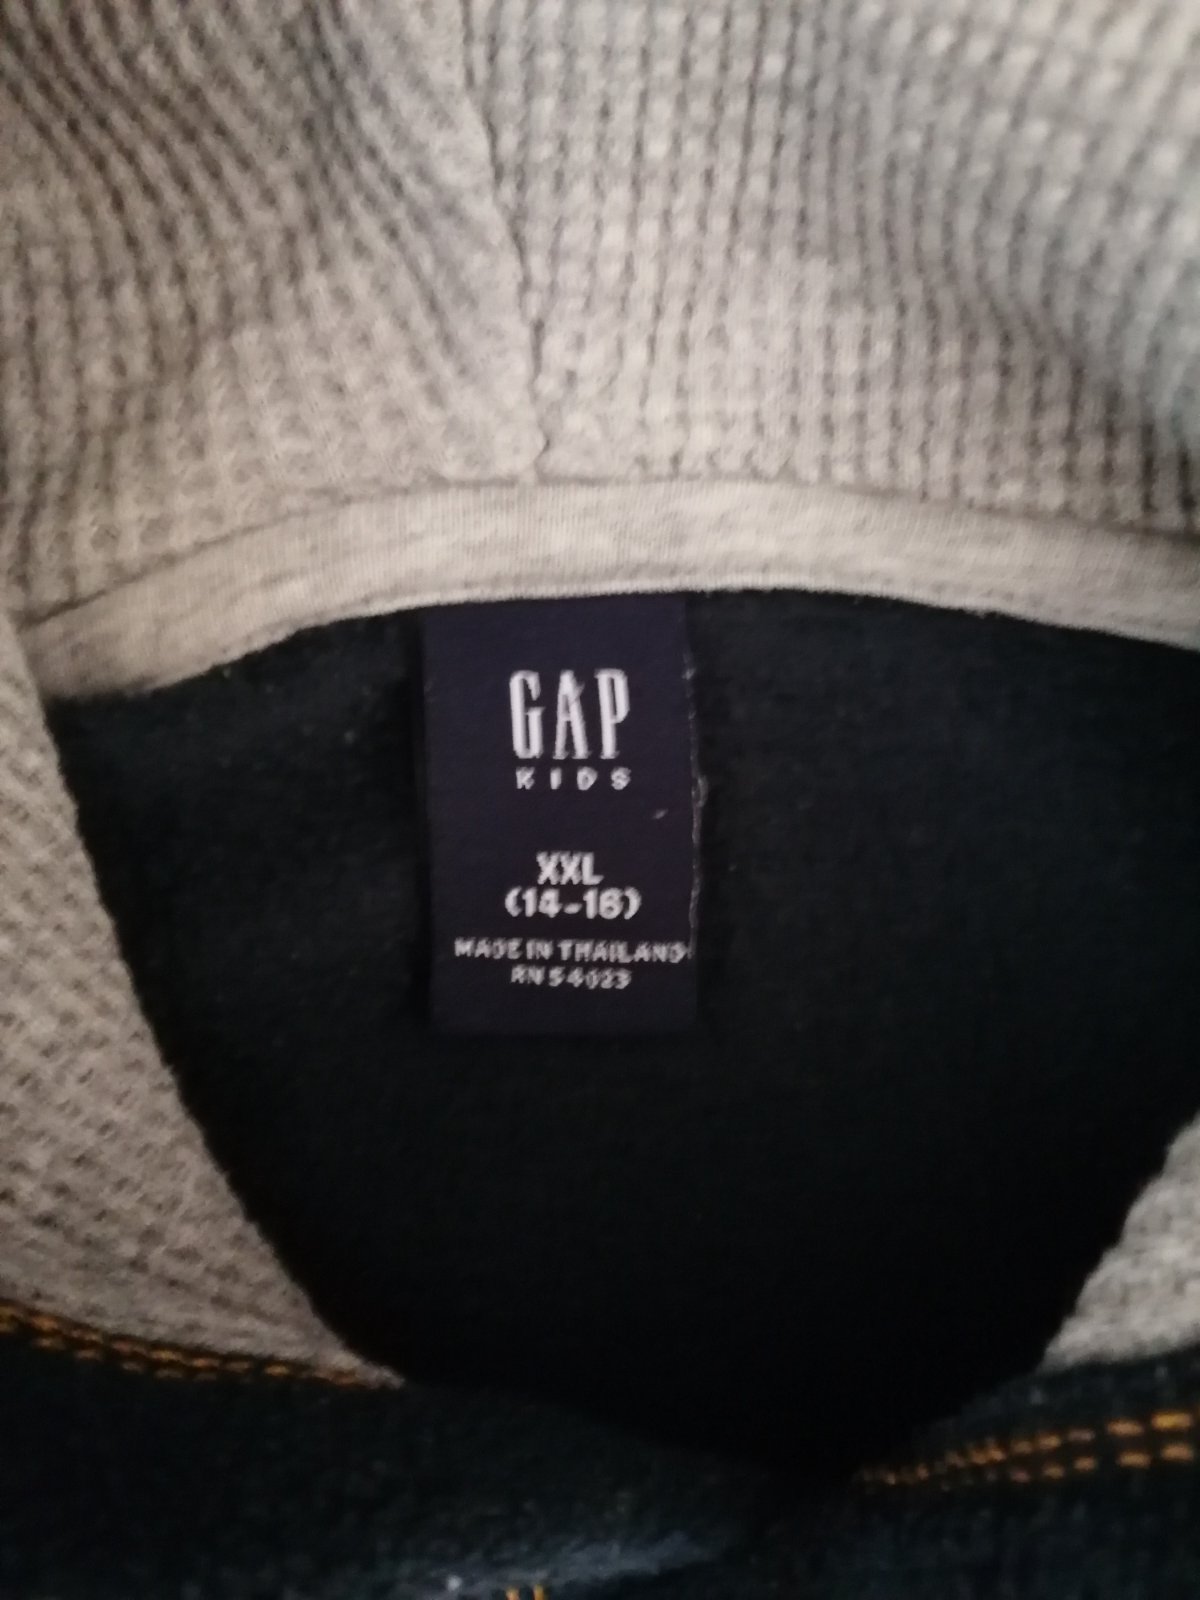 GAP
KIDS
XXL
(14-16)
MADE IN THAILAND
RN 54023